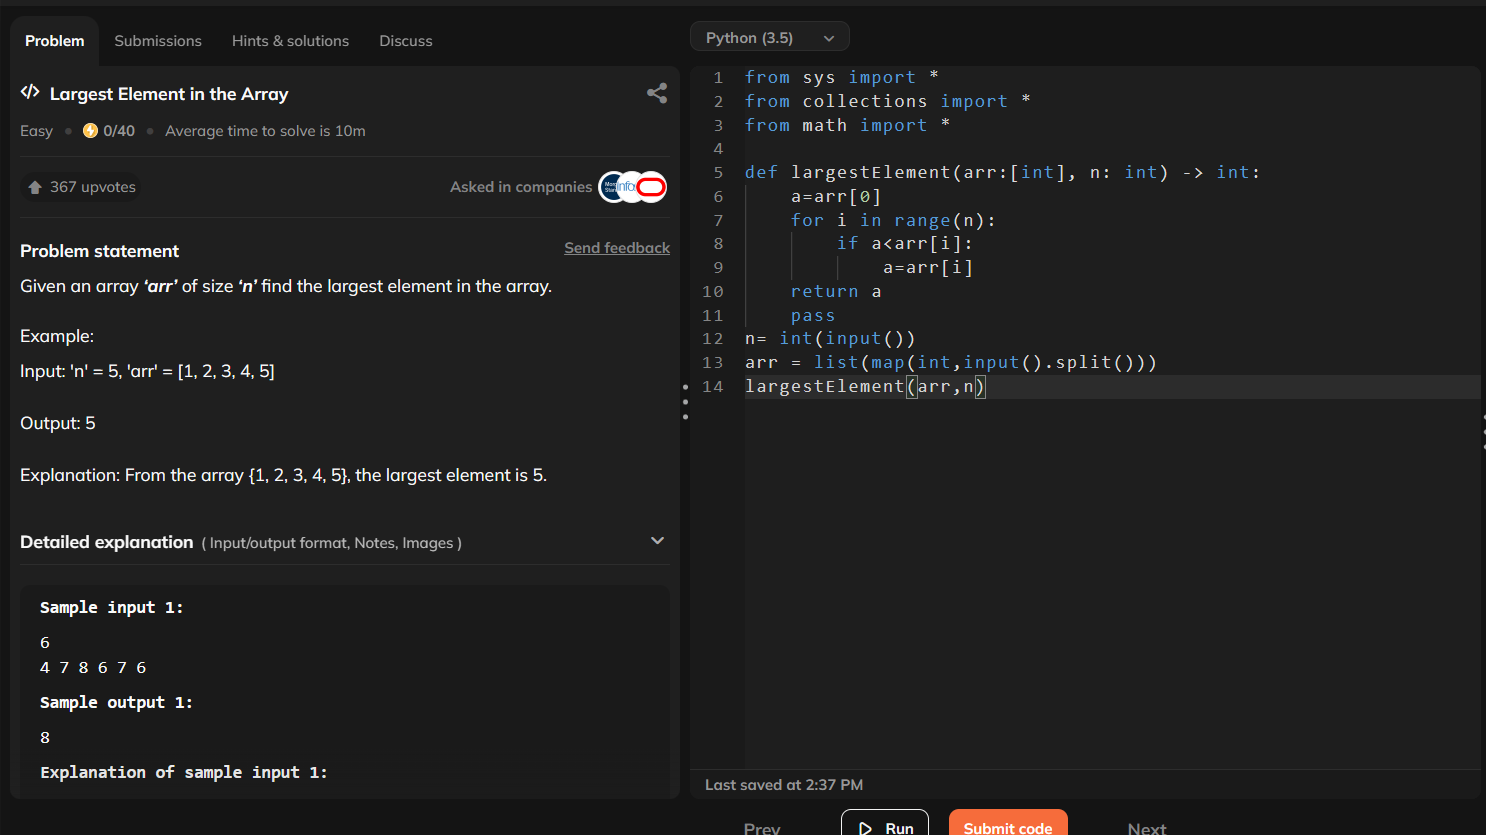 Problem
Submissions
Hints & solutions
Discuss
</> Largest Element in the Array
Easy
0/40
Average time to solve is 10m
367 upvotes
Asked in companies
Problem statement
Send feedback
Given an array ‘arr’ of size ‘n’ find the largest element in the array.
Example:
Input: 'n' = 5, 'arr' = [1, 2, 3, 4, 5]
Output: 5
Explanation: From the array {1, 2, 3, 4, 5}, the largest element is 5.
Detailed explanation ( Input/output format, Notes, Images )
Sample input 1:
6
4 7 8 6 7 6
Sample output 1:
8
Explanation of sample input 1:
Python (3.5)
1 from sys import *
2 from collections import *
3 from math import *
4
5 def largestElement(arr:[int], n: int) -> int:
6 a=arr[0]
7 for i in range(n):
8 if a<arr[i]:
9 a=arr[i]
10 return a
11 pass
12 n= int(input())
13 arr = list(map(int,input().split()))
14 largestElement(arr,n)
Last saved at 2:37 PM
Prev
Run
Submit code
Next